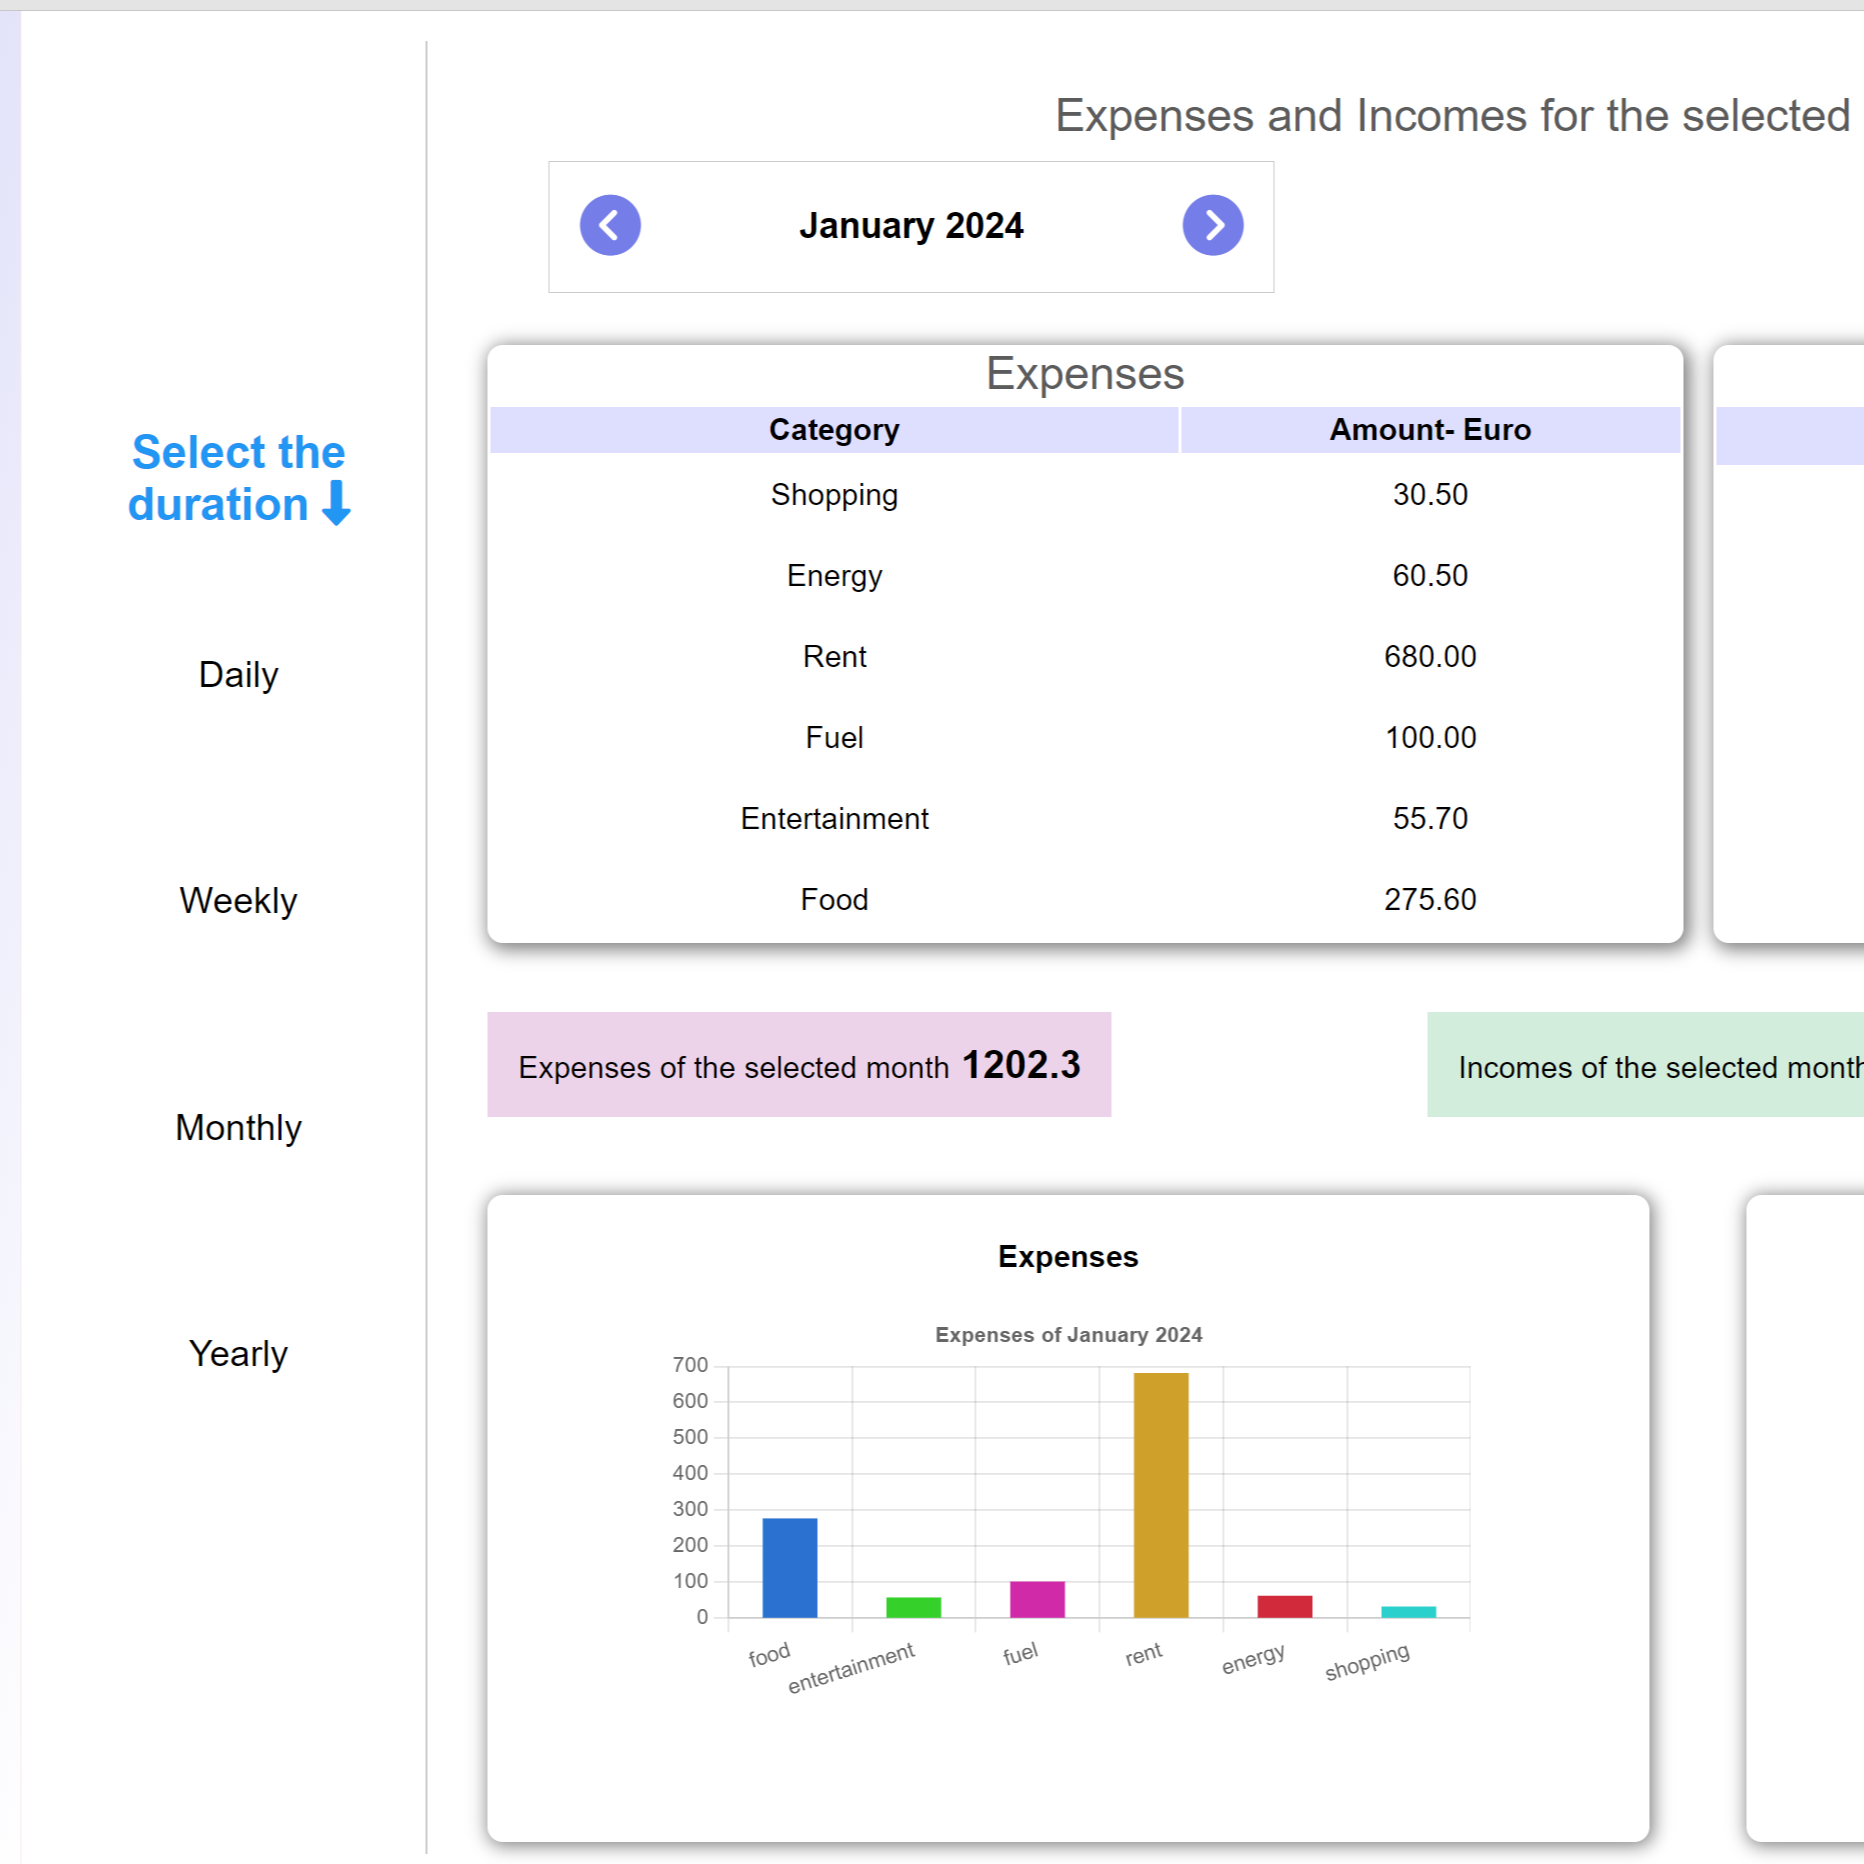 Expenses and Incomes for the selected
January 2024
Select the
duration
Daily
Weekly
Monthly
Yearly
Expenses
Category Amount- Euro
Shopping 30.50
Energy 60.50
Rent 680.00
Fuel 100.00
Entertainment 55.70
Food 275.60
Expenses of the selected month 1202.3
Incomes of the selected month
Expenses
Expenses of January 2024
700
600
500
400
300
200
100
0
food entertainment fuel rent energy shopping